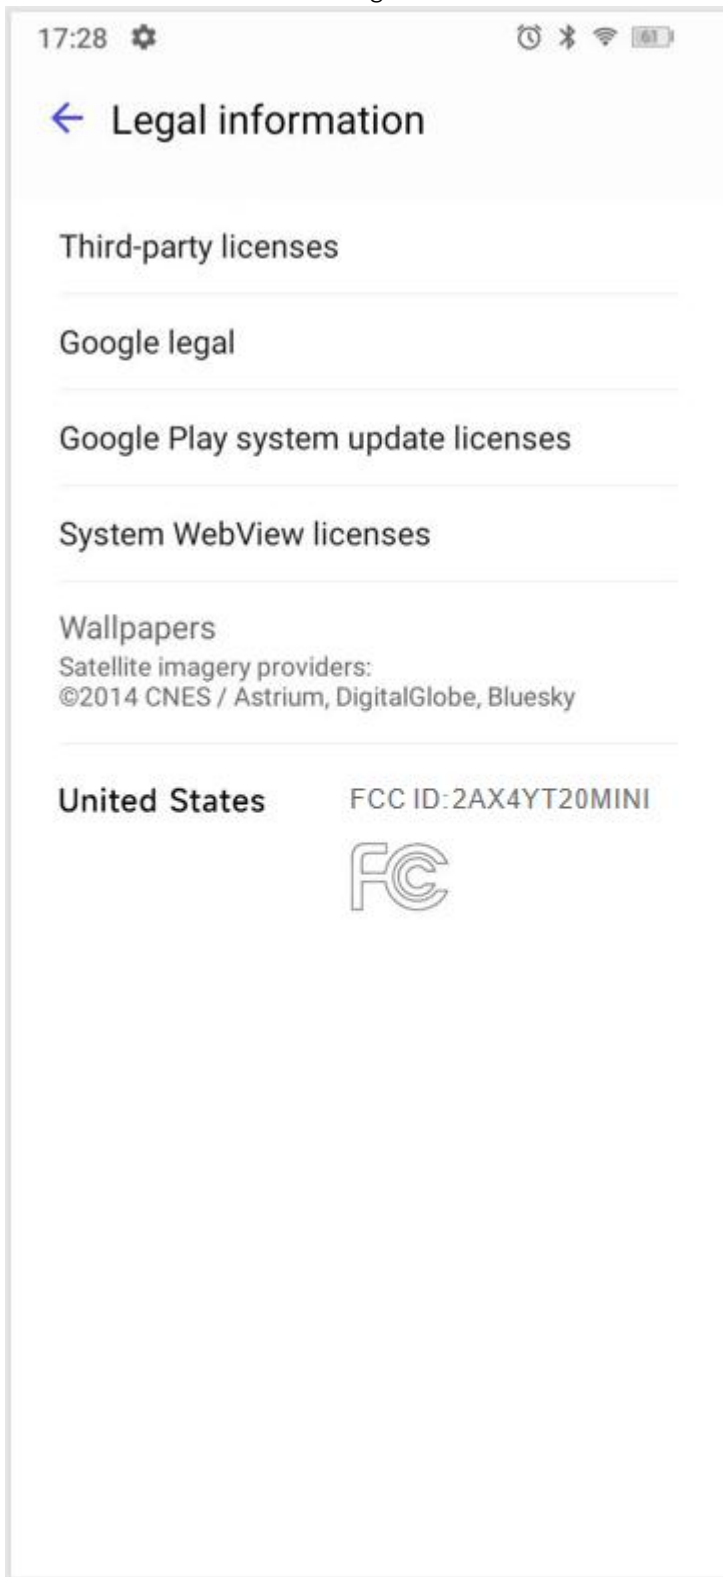 17:28
61
Legal information
Third-party licenses
Google legal
Google Play system update licenses
System WebView licenses
Wallpapers
Satellite imagery providers:
©2014 CNES / Astrium, DigitalGlobe, Bluesky
United States FCC ID:2AX4YT20MINI
FC